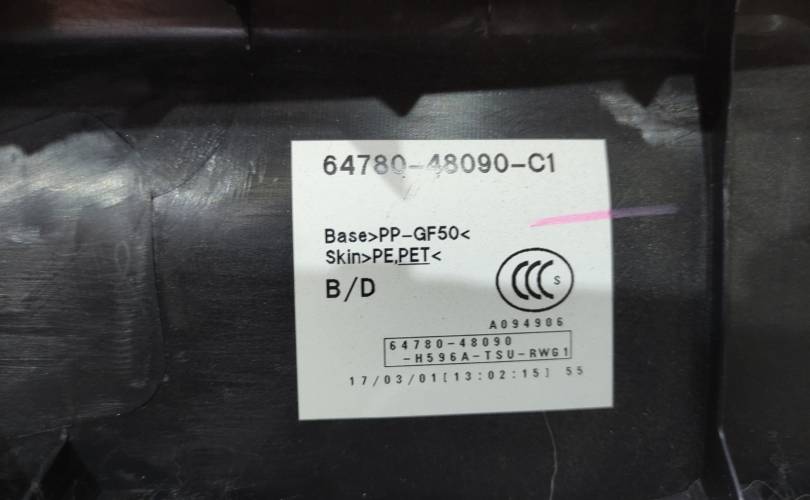 64780-48090-C1
Base>PP-GF50<
Skin>PE,PET<
B/D
CCC S
A094906
64780-48090
-H596A-TSU-RWG1
17/03/01[13:02:15] 55